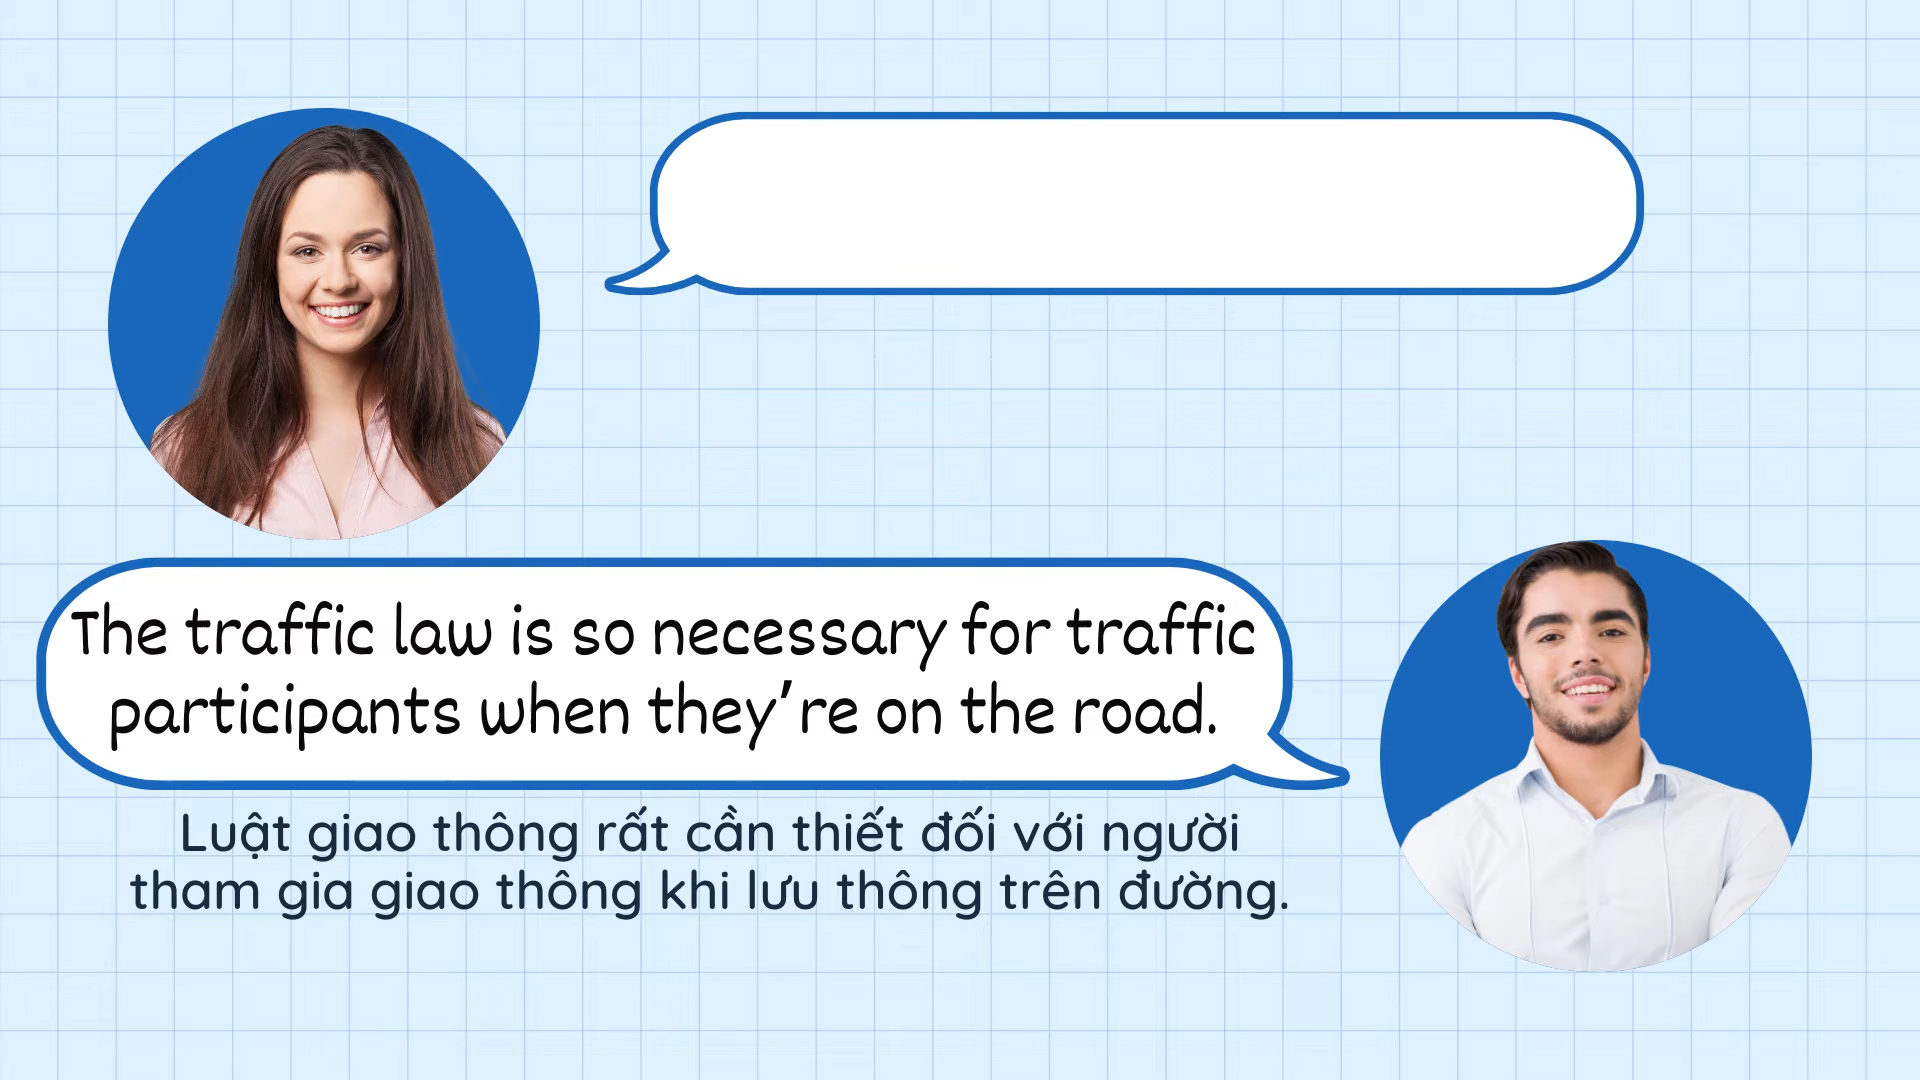 The traffic law is so necessary for traffic
participants when they’re on the road.
Luật giao thông rất cần thiết đối với người
tham gia giao thông khi lưu thông trên đường.